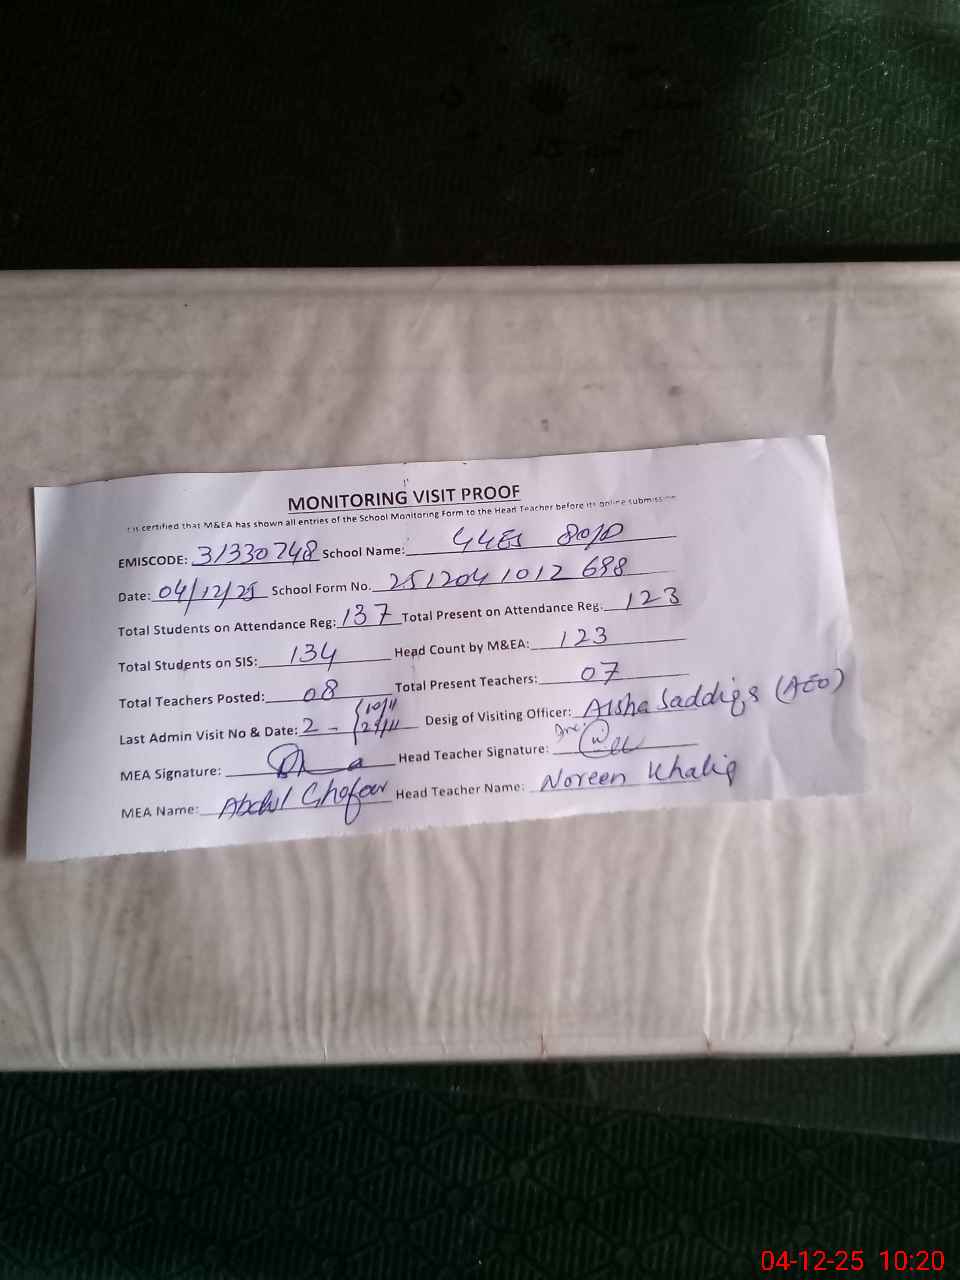 MONITORING VISIT PROOF
t is certified that M&EA has shown all entries of the School Monitoring Form to the Head Teacher before its online submission
EMISCODE: 31330748 School Name: GGES 80/D
Date: 04/12/25 School Form No. 251204 1012 698
Total Students on Attendance Reg: 137 Total Present on Attendance Reg: 123
Total Students on SIS: 134 Head Count by M&EA: 123
Total Teachers Posted: 08 Total Present Teachers: 07
Last Admin Visit No & Date: 2 - 10/11 Desig of Visiting Officer: Aisha Saddiqa (AEO)
MEA Signature: Head Teacher Signature:
MEA Name: Abdul Ghafoor Head Teacher Name: Noreen Khaliq
04-12-25 10:20